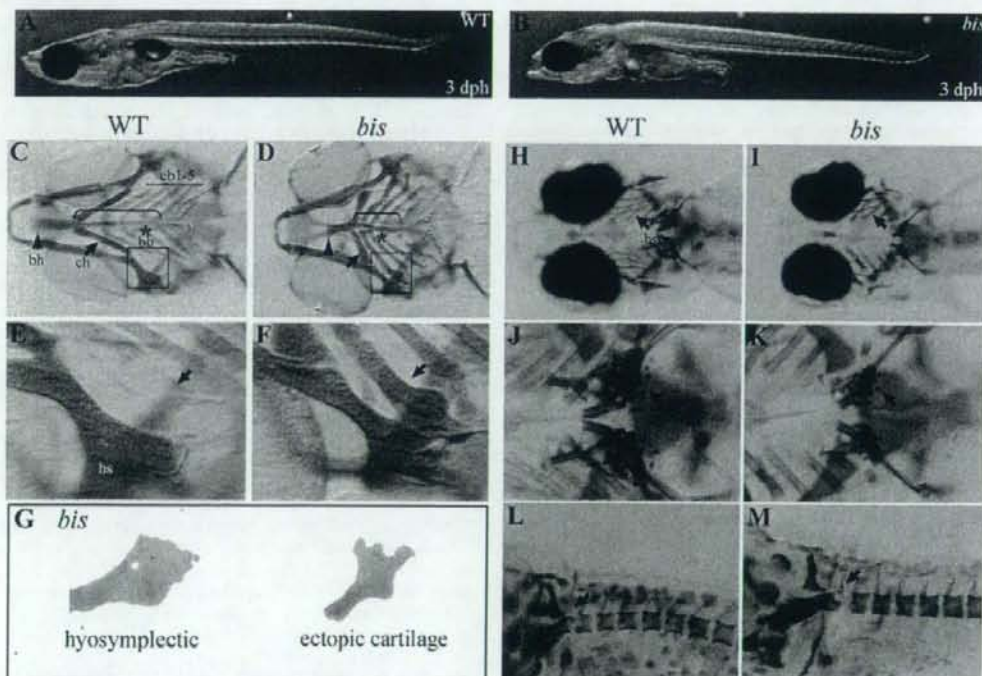 A WT
3 dph
B bis
3 dph
WT bis WT bis
C cb1-5
bb
bh ch
D
H
I
E
hs
F
J
K
G bis
hyosymplectic ectopic cartilage
L
M